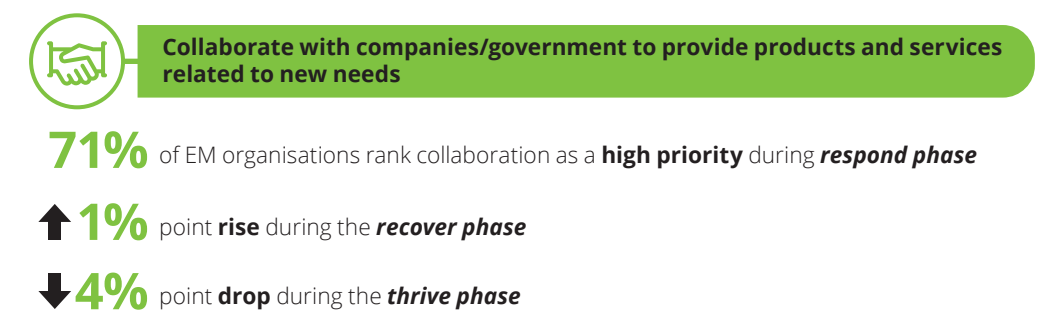 Collaborate with companies/government to provide products and services
related to new needs
71% of EM organisations rank collaboration as a high priority during respond phase
1% point rise during the recover phase
4% point drop during the thrive phase